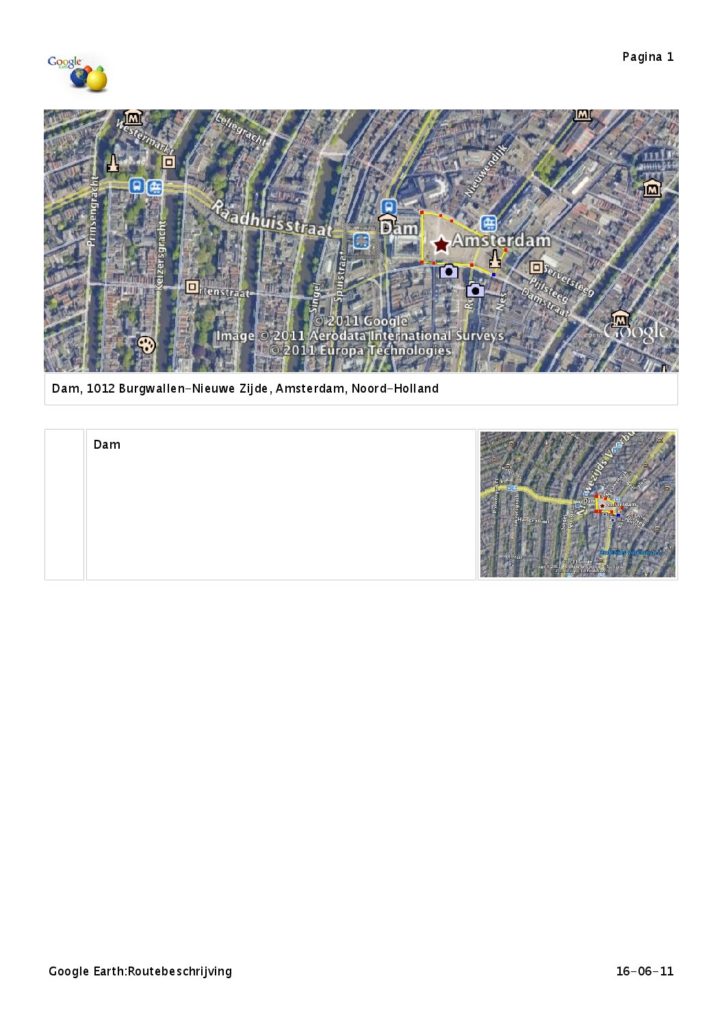 Google
Pagina 1
Leliegracht
Westermarkt
Nieuwendijk
Prinsengracht
Raadhuisstraat
Dam
Amsterdam
Keizersgracht
Spuistraat
Singel
Servetsteeg
Pijlsteeg
Damstraat
© 2011 Google
Image © 2011 Aerodata International Surveys
© 2011 Europa Technologies
Google
Dam, 1012 Burgwallen-Nieuwe Zijde, Amsterdam, Noord-Holland
Dam
Google Earth:Routebeschrijving
16-06-11